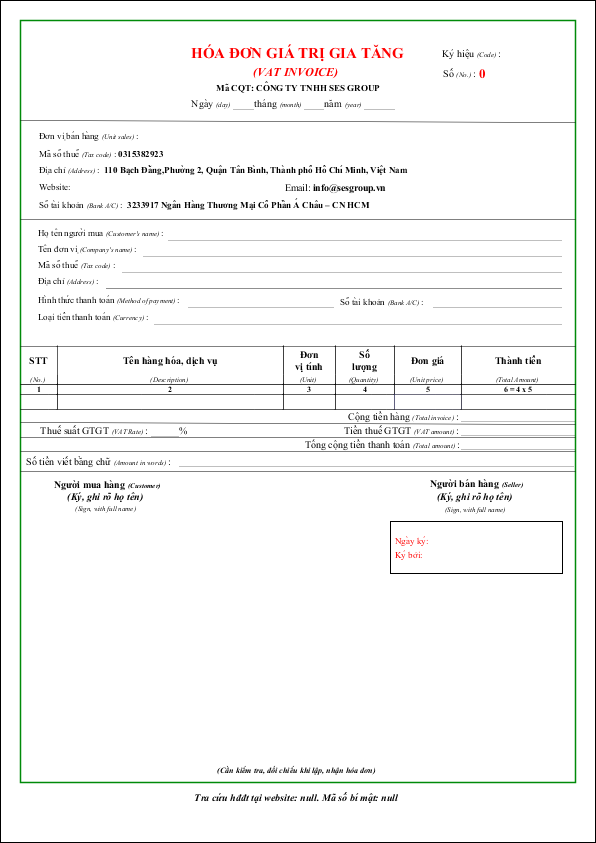 HÓA ĐƠN GIÁ TRỊ GIA TĂNG
(VAT INVOICE)
Mã CQT: CÔNG TY TNHH SES GROUP
Ngày (day) _____tháng (month) _____năm (year) _______
Ký hiệu (Code) :
Số (No.) : 0
Đơn vị bán hàng (Unit sales) :
Mã số thuế (Tax code) : 0315382923
Địa chỉ (Address) : 110 Bạch Đằng,Phường 2, Quận Tân Bình, Thành phố Hồ Chí Minh, Việt Nam
Website: Email: info@sesgroup.vn
Số tài khoản (Bank A/C) : 3233917 Ngân Hàng Thương Mại Cổ Phần Á Châu – CN HCM
Họ tên người mua (Customer's name) :
Tên đơn vị (Company's name) :
Mã số thuế (Tax code) :
Địa chỉ (Address) :
Hình thức thanh toán (Method of payment) : Số tài khoản (Bank A/C) :
Loại tiền thanh toán (Currency) :
STT Tên hàng hóa, dịch vụ Đơn vị tính Số lượng Đơn giá Thành tiền
(No.) (Description) (Unit) (Quantity) (Unit price) (Total Amount)
1 2 3 4 5 6 = 4 x 5
Cộng tiền hàng (Total invoice) :
Thuế suất GTGT (VAT Rate) : ______% Tiền thuế GTGT (VAT amount) :
Tổng cộng tiền thanh toán (Total amount) :
Số tiền viết bằng chữ (Amount in words) :
Người mua hàng (Customer) Người bán hàng (Seller)
(Ký, ghi rõ họ tên) (Ký, ghi rõ họ tên)
(Sign, with full name) (Sign, with full name)
Ngày ký:
Ký bởi:
(Cần kiểm tra, đối chiếu khi lập, nhận hóa đơn)
Tra cứu hđđt tại website: null. Mã số bí mật: null